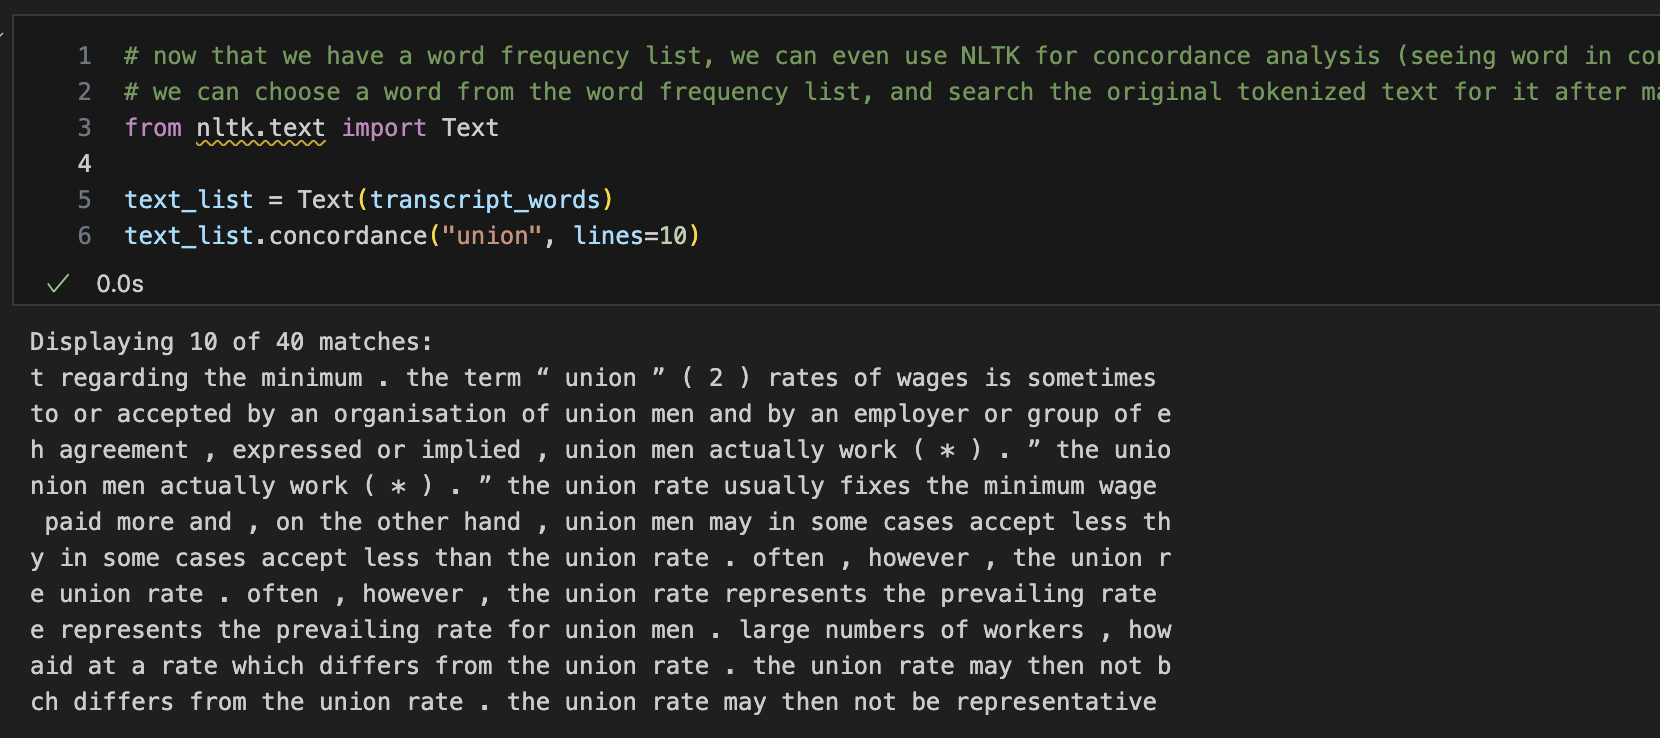 1 # now that we have a word frequency list, we can even use NLTK for concordance analysis (seeing word in
2 # we can choose a word from the word frequency list, and search the original tokenized text for it after
3 from nltk.text import Text
4
5 text_list = Text(transcript_words)
6 text_list.concordance("union", lines=10)
✓ 0.0s
Displaying 10 of 40 matches:
t regarding the minimum . the term “ union ” ( 2 ) rates of wages is sometimes
to or accepted by an organisation of union men and by an employer or group of e
h agreement , expressed or implied , union men actually work ( * ) . ” the unio
nion men actually work ( * ) . ” the union rate usually fixes the minimum wage
paid more and , on the other hand , union men may in some cases accept less th
y in some cases accept less than the union rate . often , however , the union r
e union rate . often , however , the union rate represents the prevailing rate
e represents the prevailing rate for union men . large numbers of workers , how
aid at a rate which differs from the union rate . the union rate may then not b
ch differs from the union rate . the union rate may then not be representative